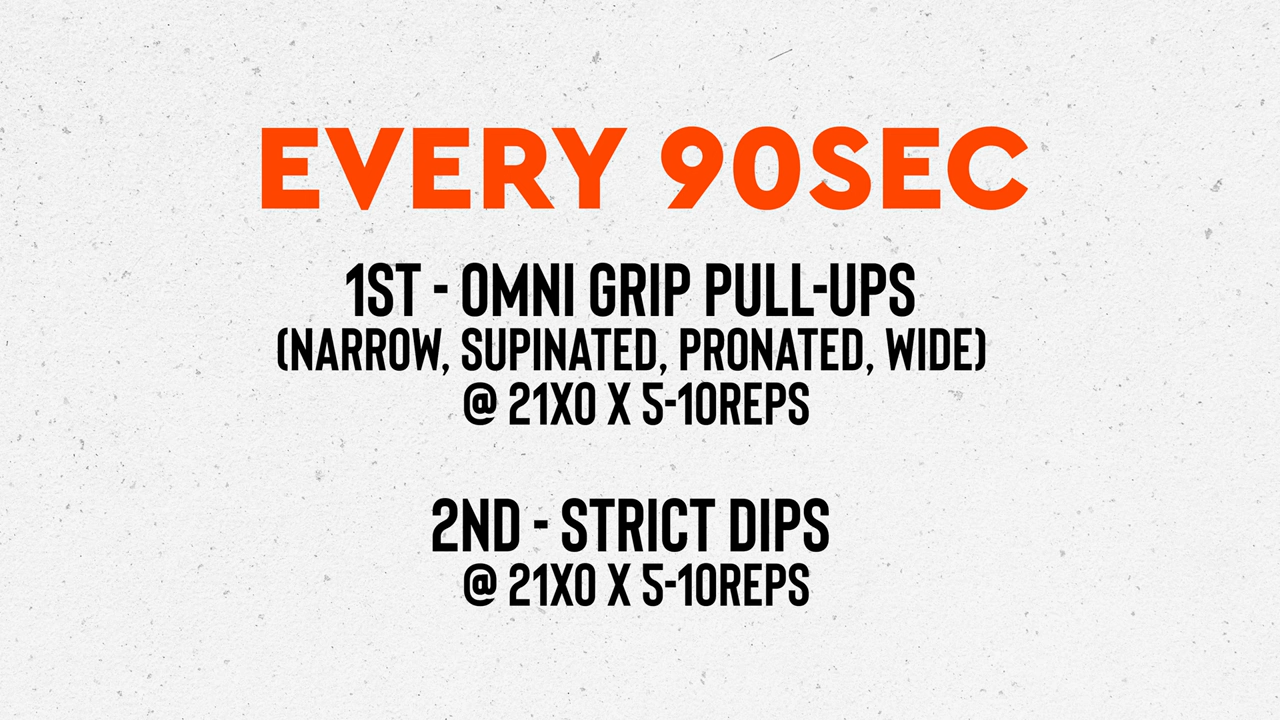 EVERY 90SEC
1ST - OMNI GRIP PULL-UPS
(NARROW, SUPINATED, PRONATED, WIDE)
@ 21X0 X 5-10REPS
2ND - STRICT DIPS
@ 21X0 X 5-10REPS